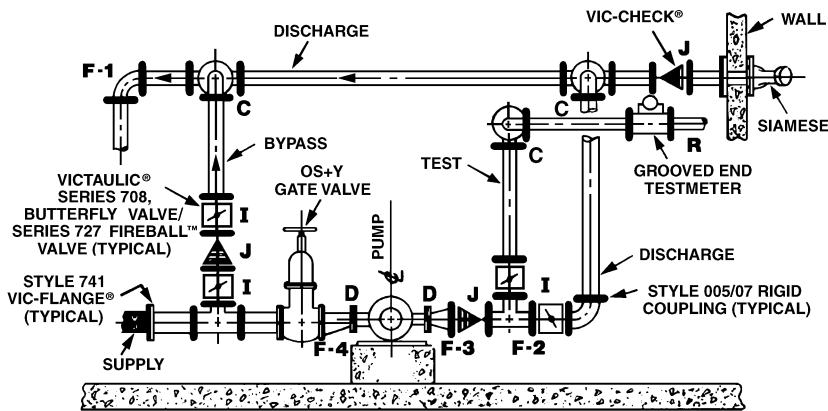 VIC-CHECK®
WALL
DISCHARGE
J
F-1
C
C
SIAMESE
R
C
BYPASS
OS+Y
GATE VALVE
TEST
GROOVED END
TESTMETER
VICTAULIC®
SERIES 708,
BUTTERFLY VALVE/
SERIES 727 FIREBALL™
VALVE (TYPICAL)
I
J
PUMP
DISCHARGE
STYLE 741
VIC-FLANGE®
(TYPICAL)
I
D
D
J
I
STYLE 005/07 RIGID
COUPLING (TYPICAL)
F-4
F-3
F-2
SUPPLY